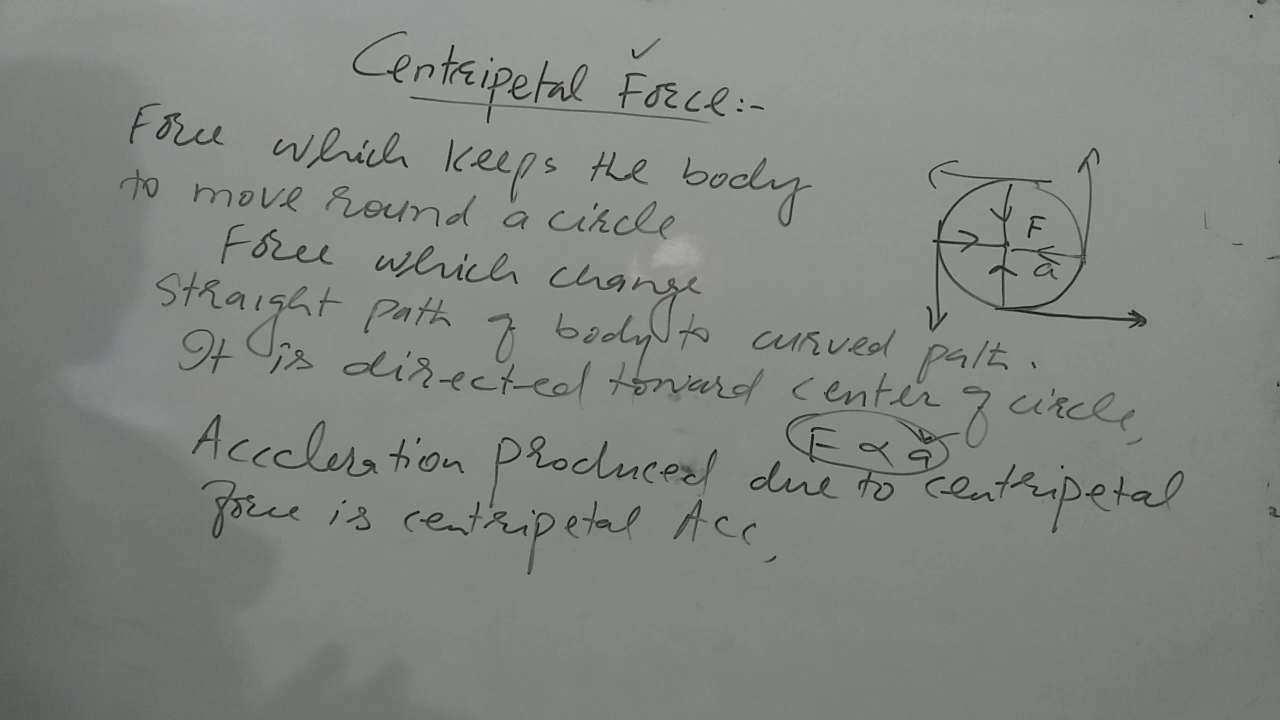 Centripetal Force:-
Force which keeps the body
to move round a circle
Force which change
straight path of body to curved path.
It is directed toward center of circle,
F ∝ a
Acceleration produced due to centripetal
force is centripetal Acc,
F
a